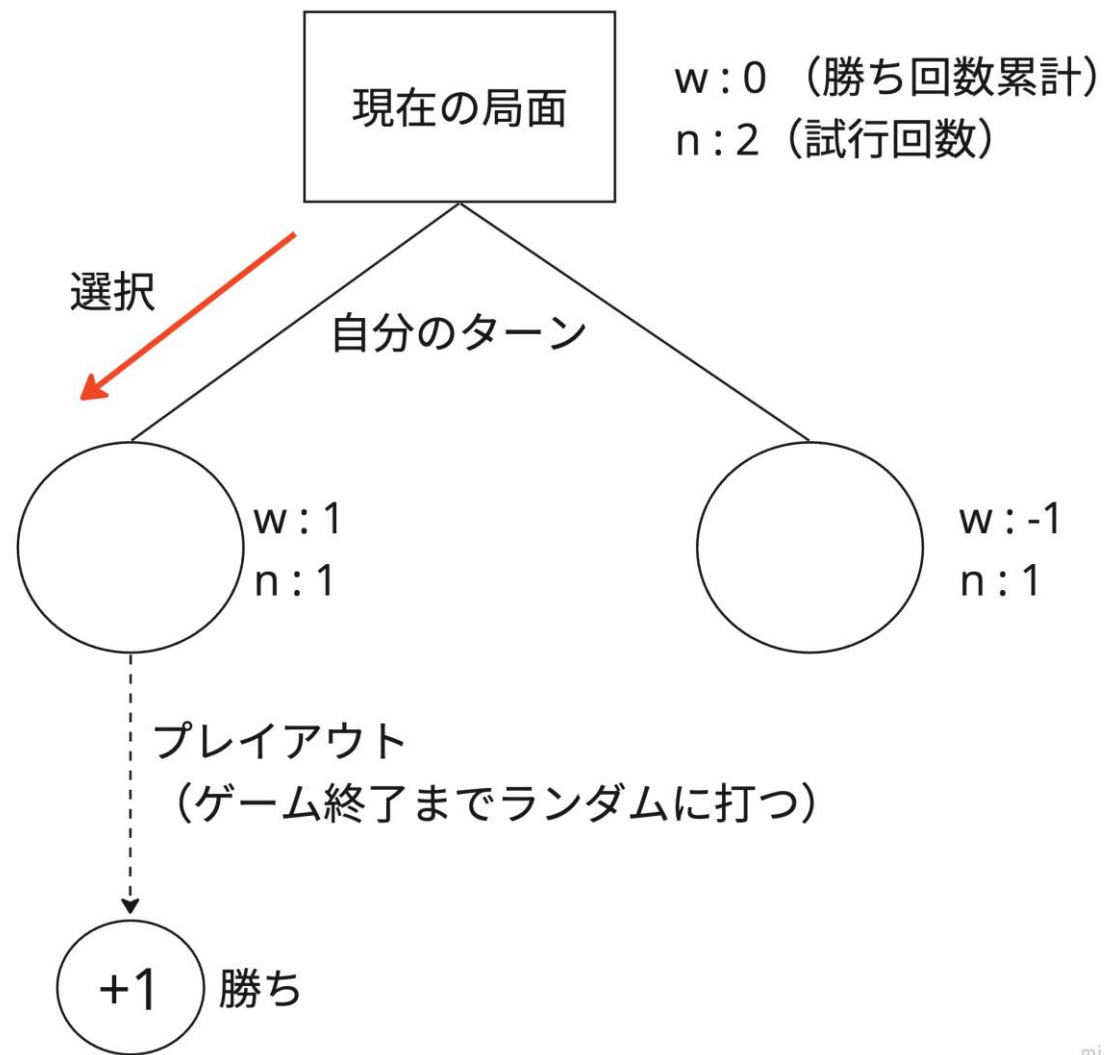 現在の局面
w : 0 （勝ち回数累計）
n : 2（試行回数）
選択
自分のターン
w : 1
n : 1
w : -1
n : 1
プレイアウト
（ゲーム終了までランダムに打つ）
+1
勝ち
mi